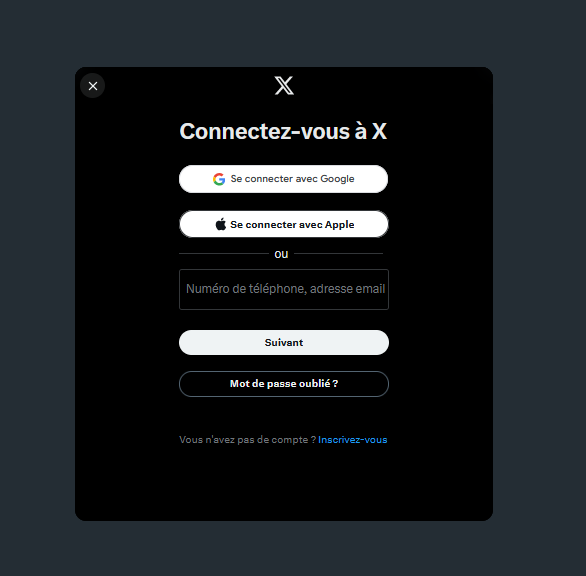 Connectez-vous à X
Se connecter avec Google
Se connecter avec Apple
ou
Numéro de téléphone, adresse email
Suivant
Mot de passe oublié ?
Vous n'avez pas de compte ? Inscrivez-vous